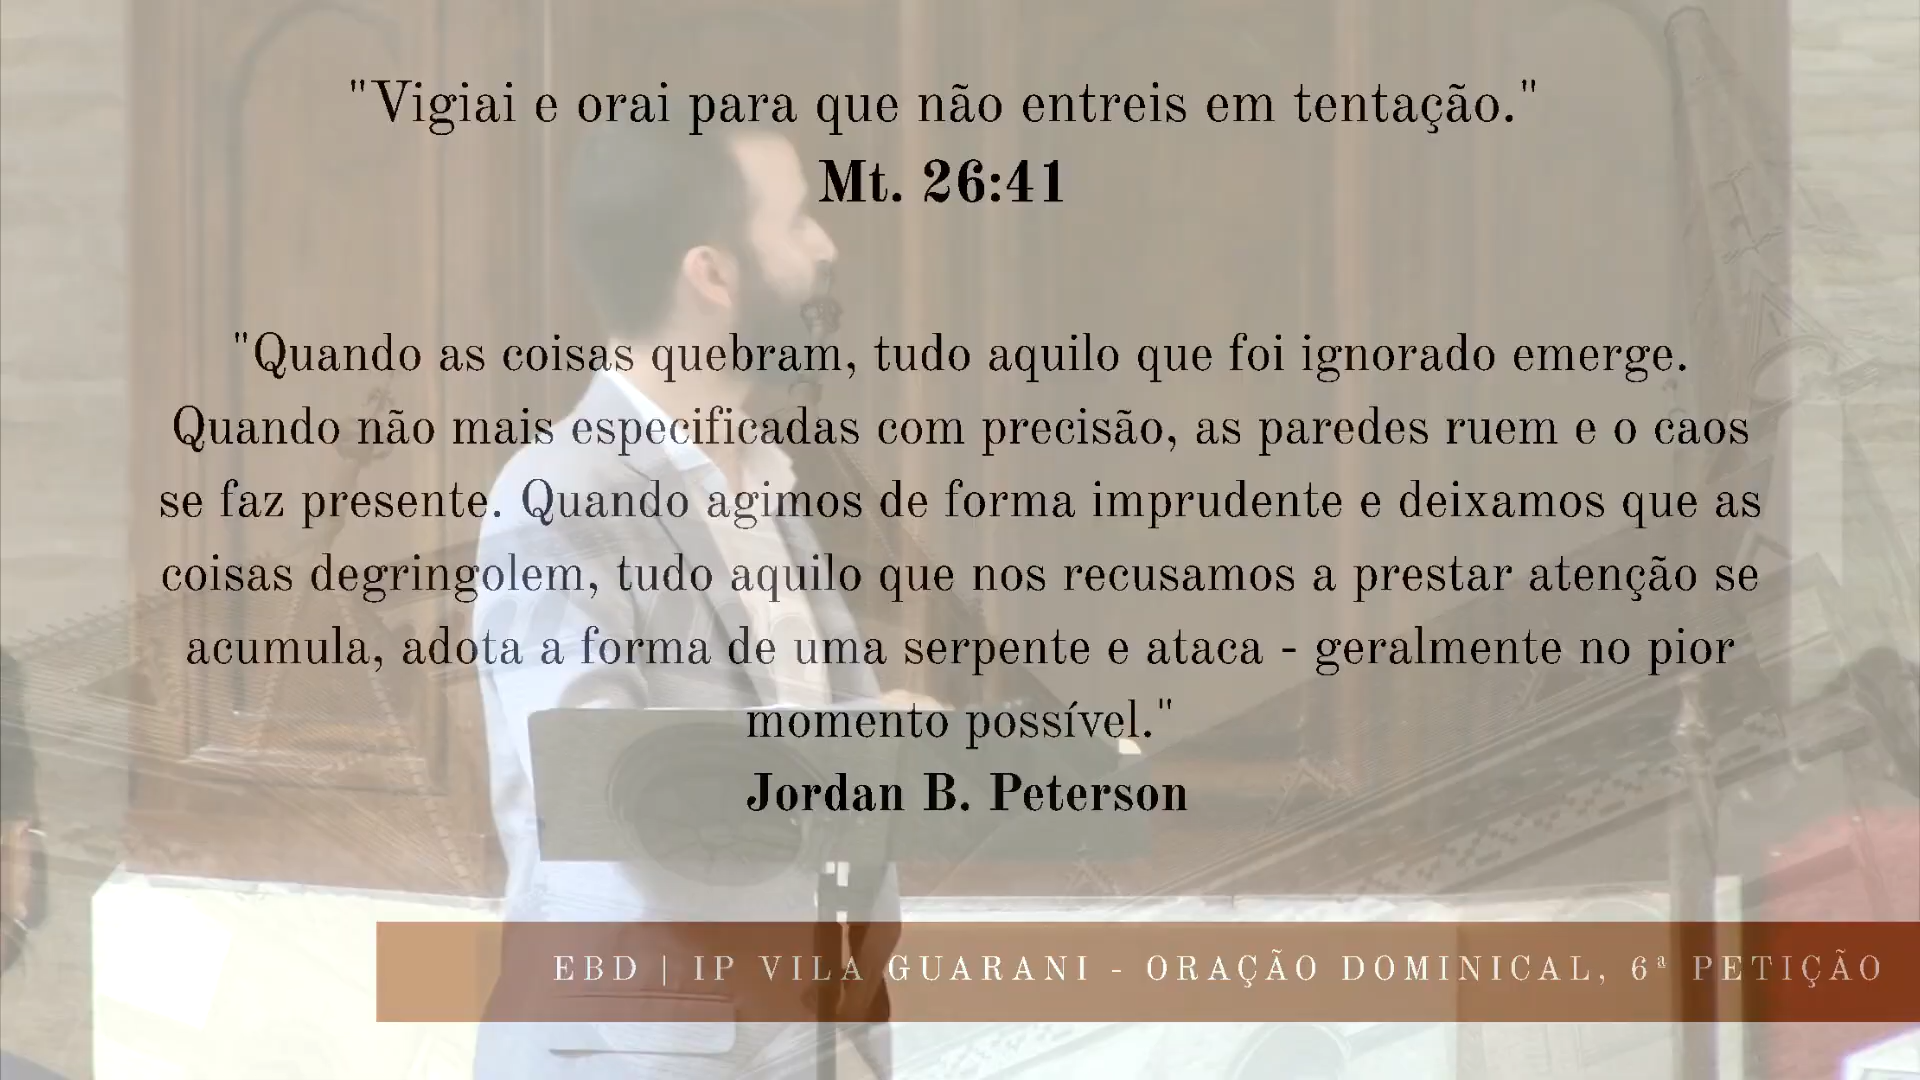 "Vigiai e orai para que não entreis em tentação."
Mt. 26:41
"Quando as coisas quebram, tudo aquilo que foi ignorado emerge.
Quando não mais especificadas com precisão, as paredes ruem e o caos
se faz presente. Quando agimos de forma imprudente e deixamos que as
coisas degringolem, tudo aquilo que nos recusamos a prestar atenção se
acumula, adota a forma de uma serpente e ataca - geralmente no pior
momento possível."
Jordan B. Peterson
EBD | IP VILA GUARANI - ORAÇÃO DOMINICAL, 6ª PETIÇÃO